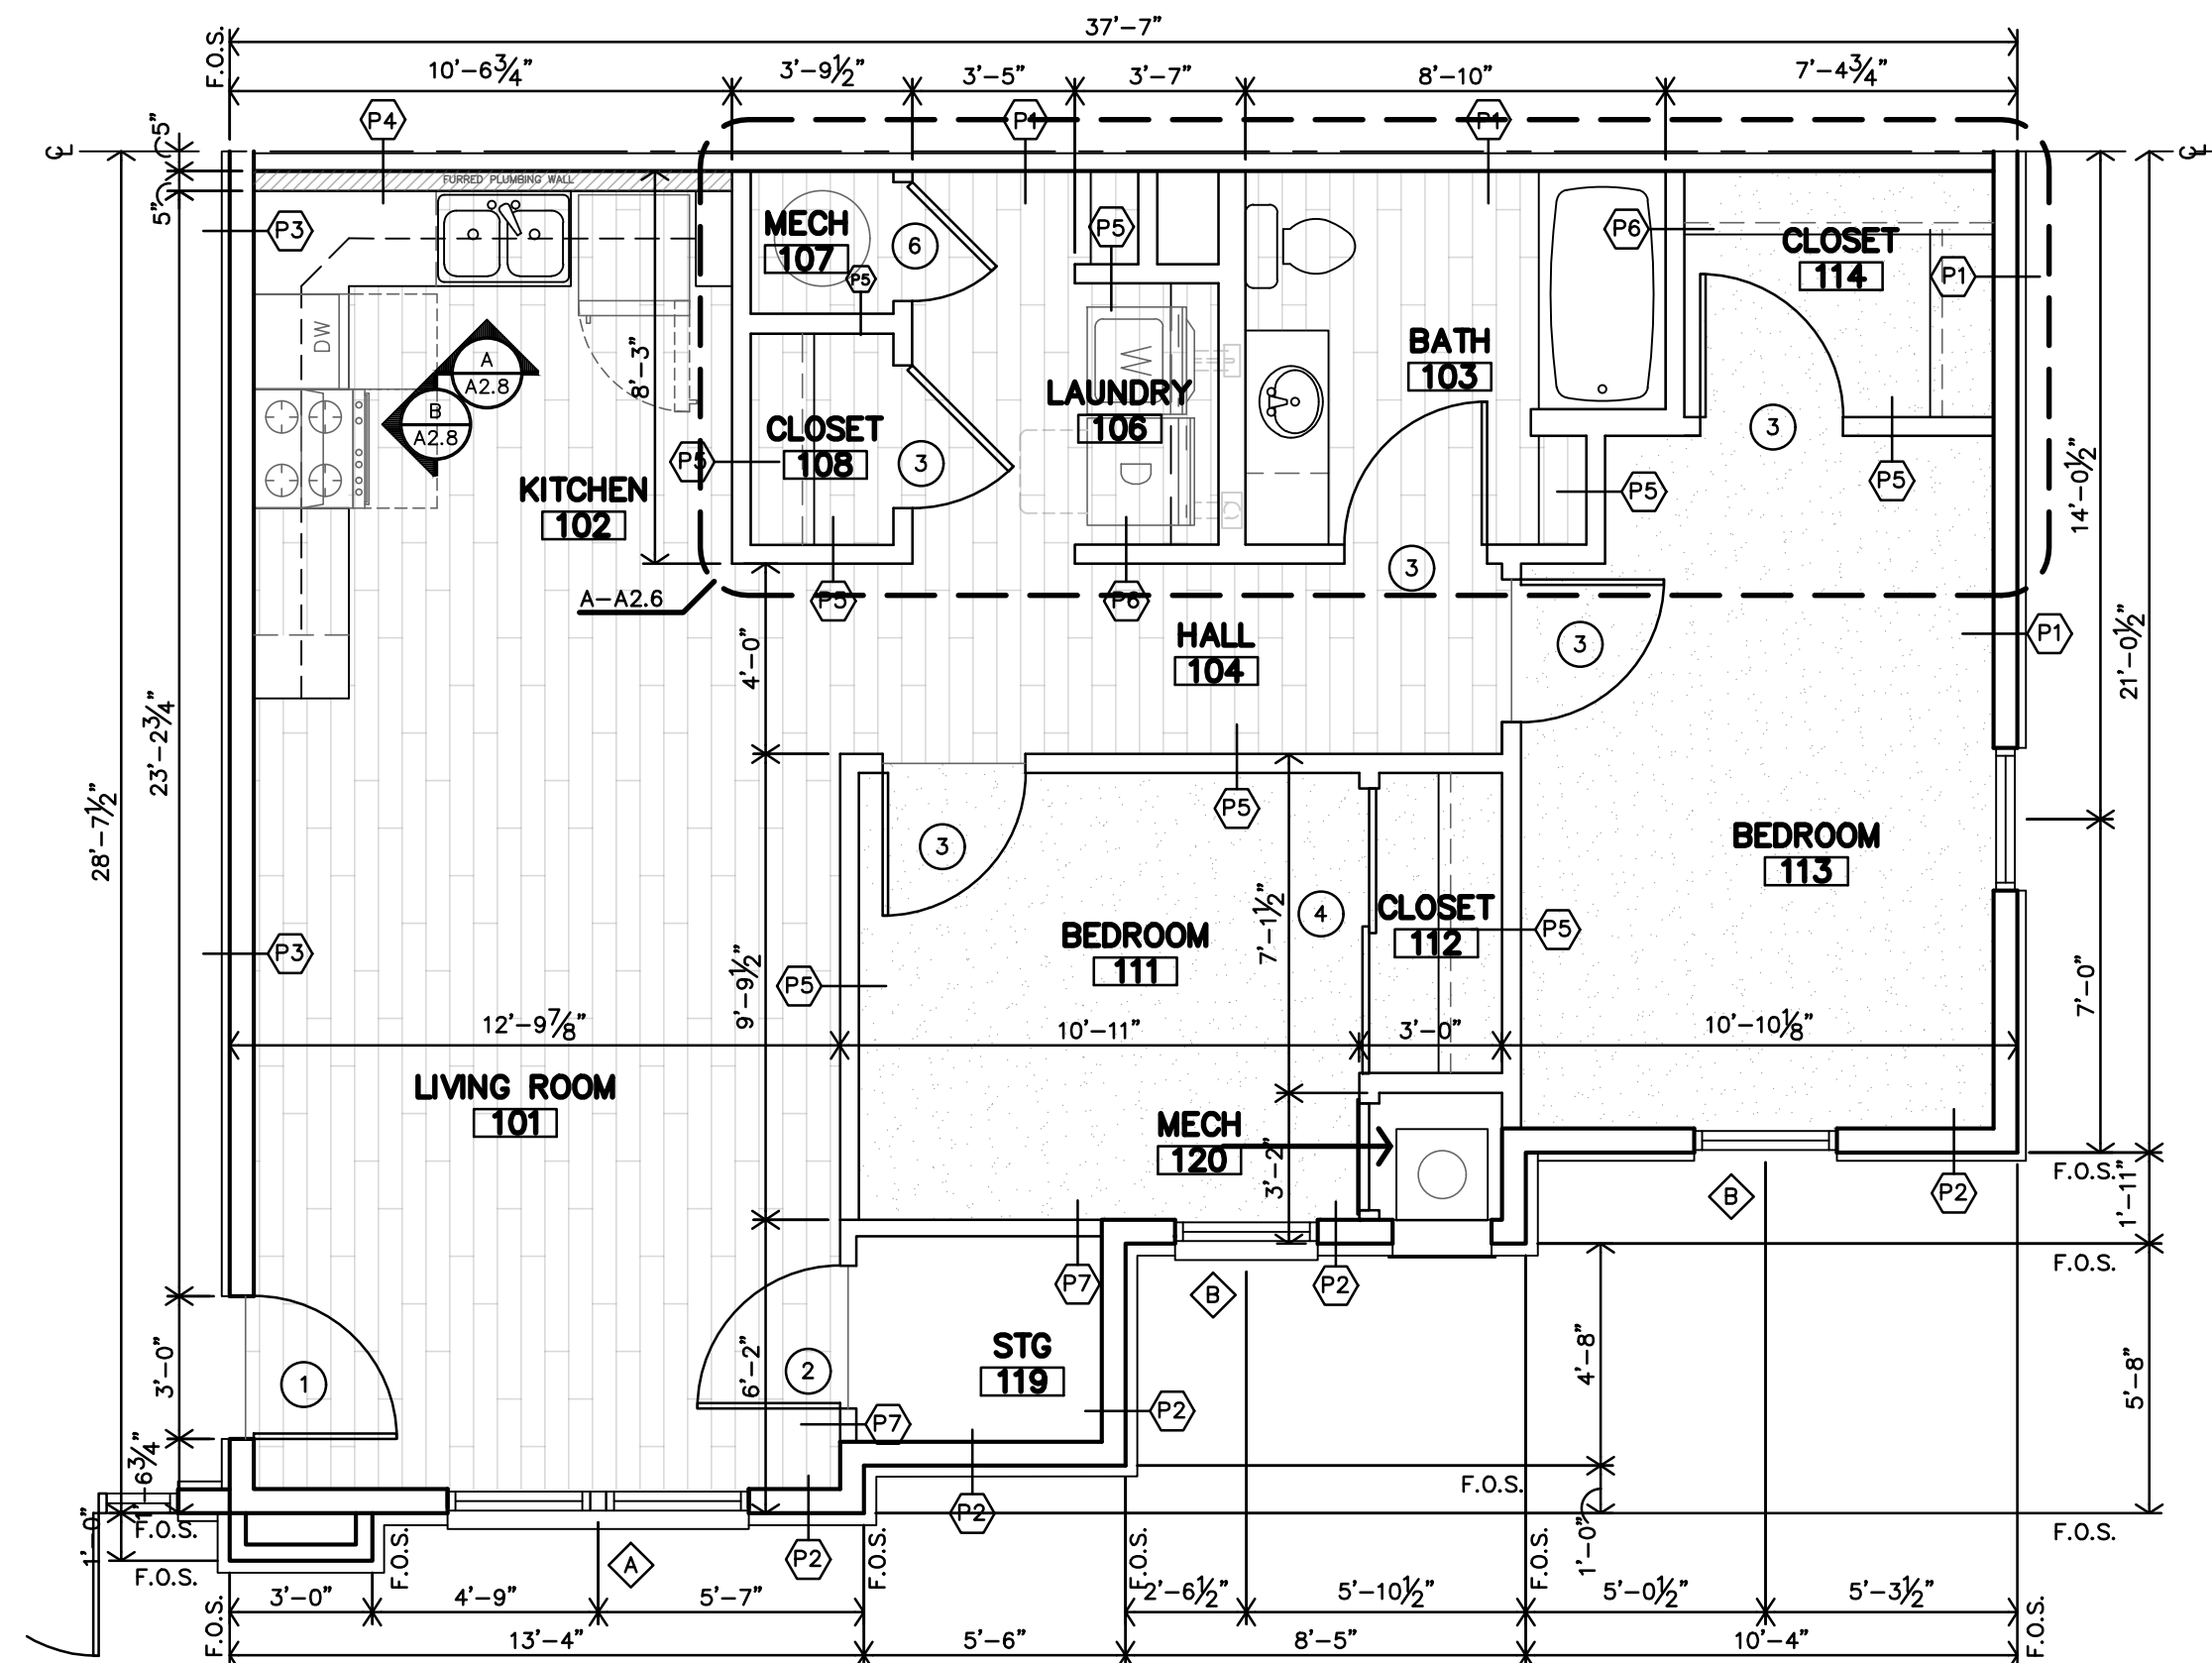 37'-7"
F.O.S.
10'-6¾"
3'-9½"
3'-5"
3'-7"
8'-10"
7'-4¾"
P4
P1
P1
5"
CL
CL
FURRED PLUMBING WALL
5"
P3
MECH
107
6
P5
P6
CLOSET
114
P5
P1
DW
A
A2.8
8'-3"
W
BATH
103
B
A2.8
LAUNDRY
106
CLOSET
108
3
3
P5
P5
P5
14'-0½"
KITCHEN
102
D
3
A-A2.6
P5
P6
HALL
104
3
P1
4'-0"
21'-0½"
23'-2¾"
28'-7½"
P5
3
BEDROOM
113
4
CLOSET
112
P5
7'-1½"
BEDROOM
111
P3
P5
9'-9½"
7'-0"
12'-9⅞"
10'-11"
3'-0"
10'-10⅛"
LIVING ROOM
101
MECH
120
3'-2"
F.O.S.
P2
B
1'-11"
F.O.S.
P7
P2
B
STG
119
4'-8"
6'-2"
3'-0"
1
2
5'-8"
P7
P2
1'-6¾"
F.O.S.
P2
1'-0"
F.O.S.
F.O.S.
1'-0"
F.O.S.
F.O.S.
A
P2
F.O.S.
F.O.S.
F.O.S.
3'-0"
4'-9"
5'-7"
2'-6½"
5'-10½"
5'-0½"
5'-3½"
F.O.S.
F.O.S.
13'-4"
5'-6"
8'-5"
10'-4"